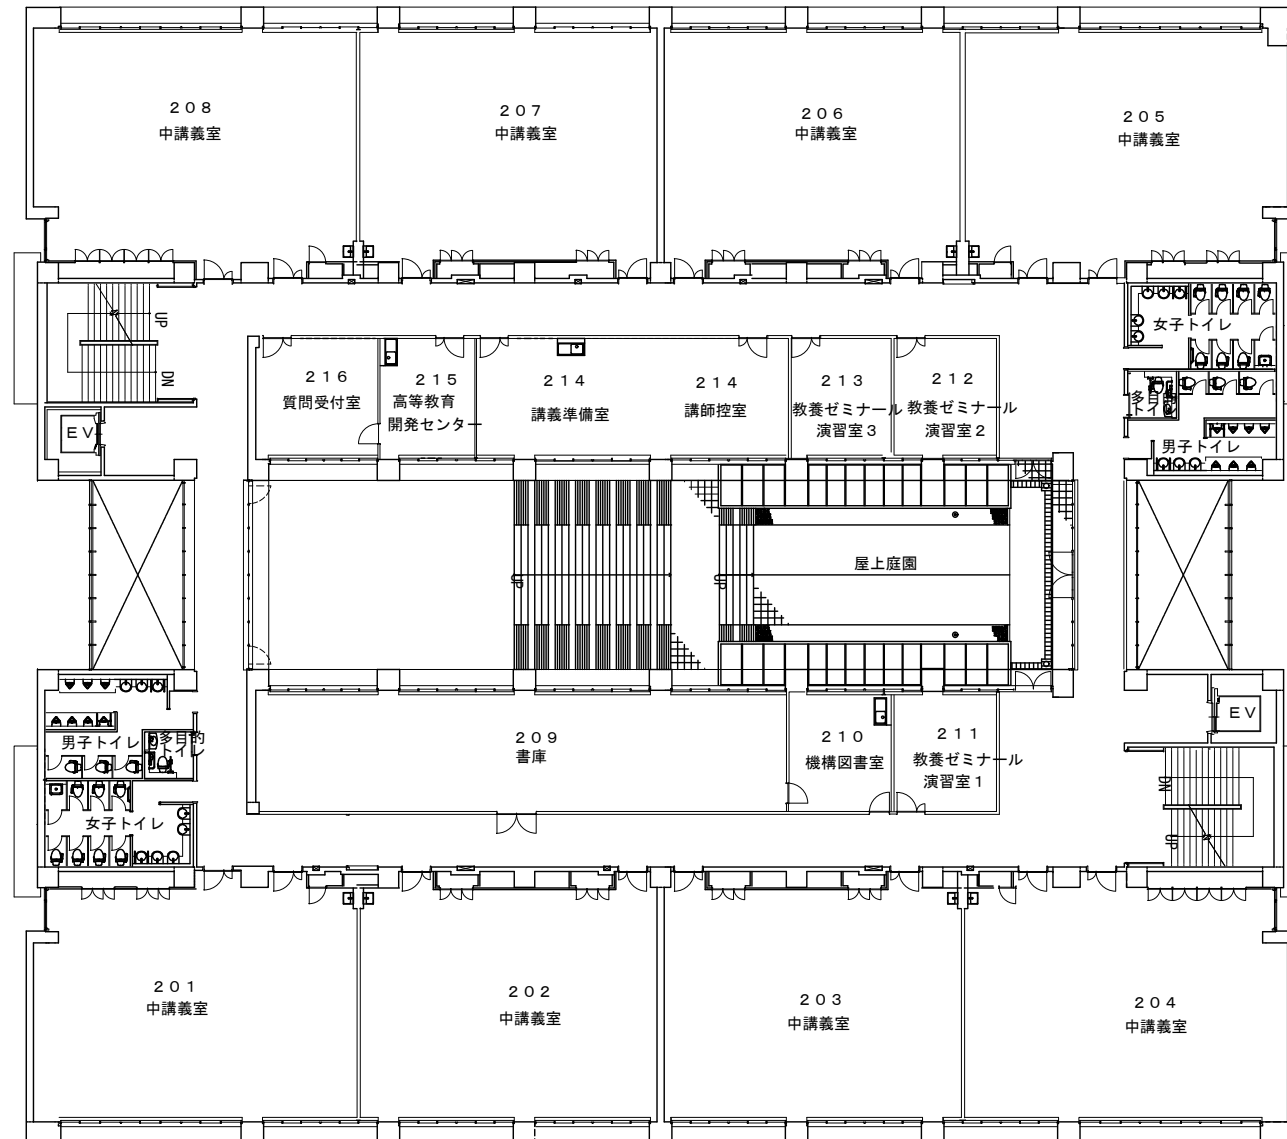 ２０８
中講義室
２０７
中講義室
２０６
中講義室
２０５
中講義室
UP
DN
EV
２１６
質問受付室
２１５
高等教育
開発センター
２１４
講義準備室
２１４
講師控室
２１３
教養ゼミナール
演習室３
２１２
教養ゼミナール
演習室２
女子トイレ
多目的
トイレ
男子トイレ
UP
UP
屋上庭園
男子トイレ
多目的
トイレ
女子トイレ
２０９
書庫
２１０
機構図書室
２１１
教養ゼミナール
演習室１
EV
DN
UP
２０１
中講義室
２０２
中講義室
２０３
中講義室
２０４
中講義室